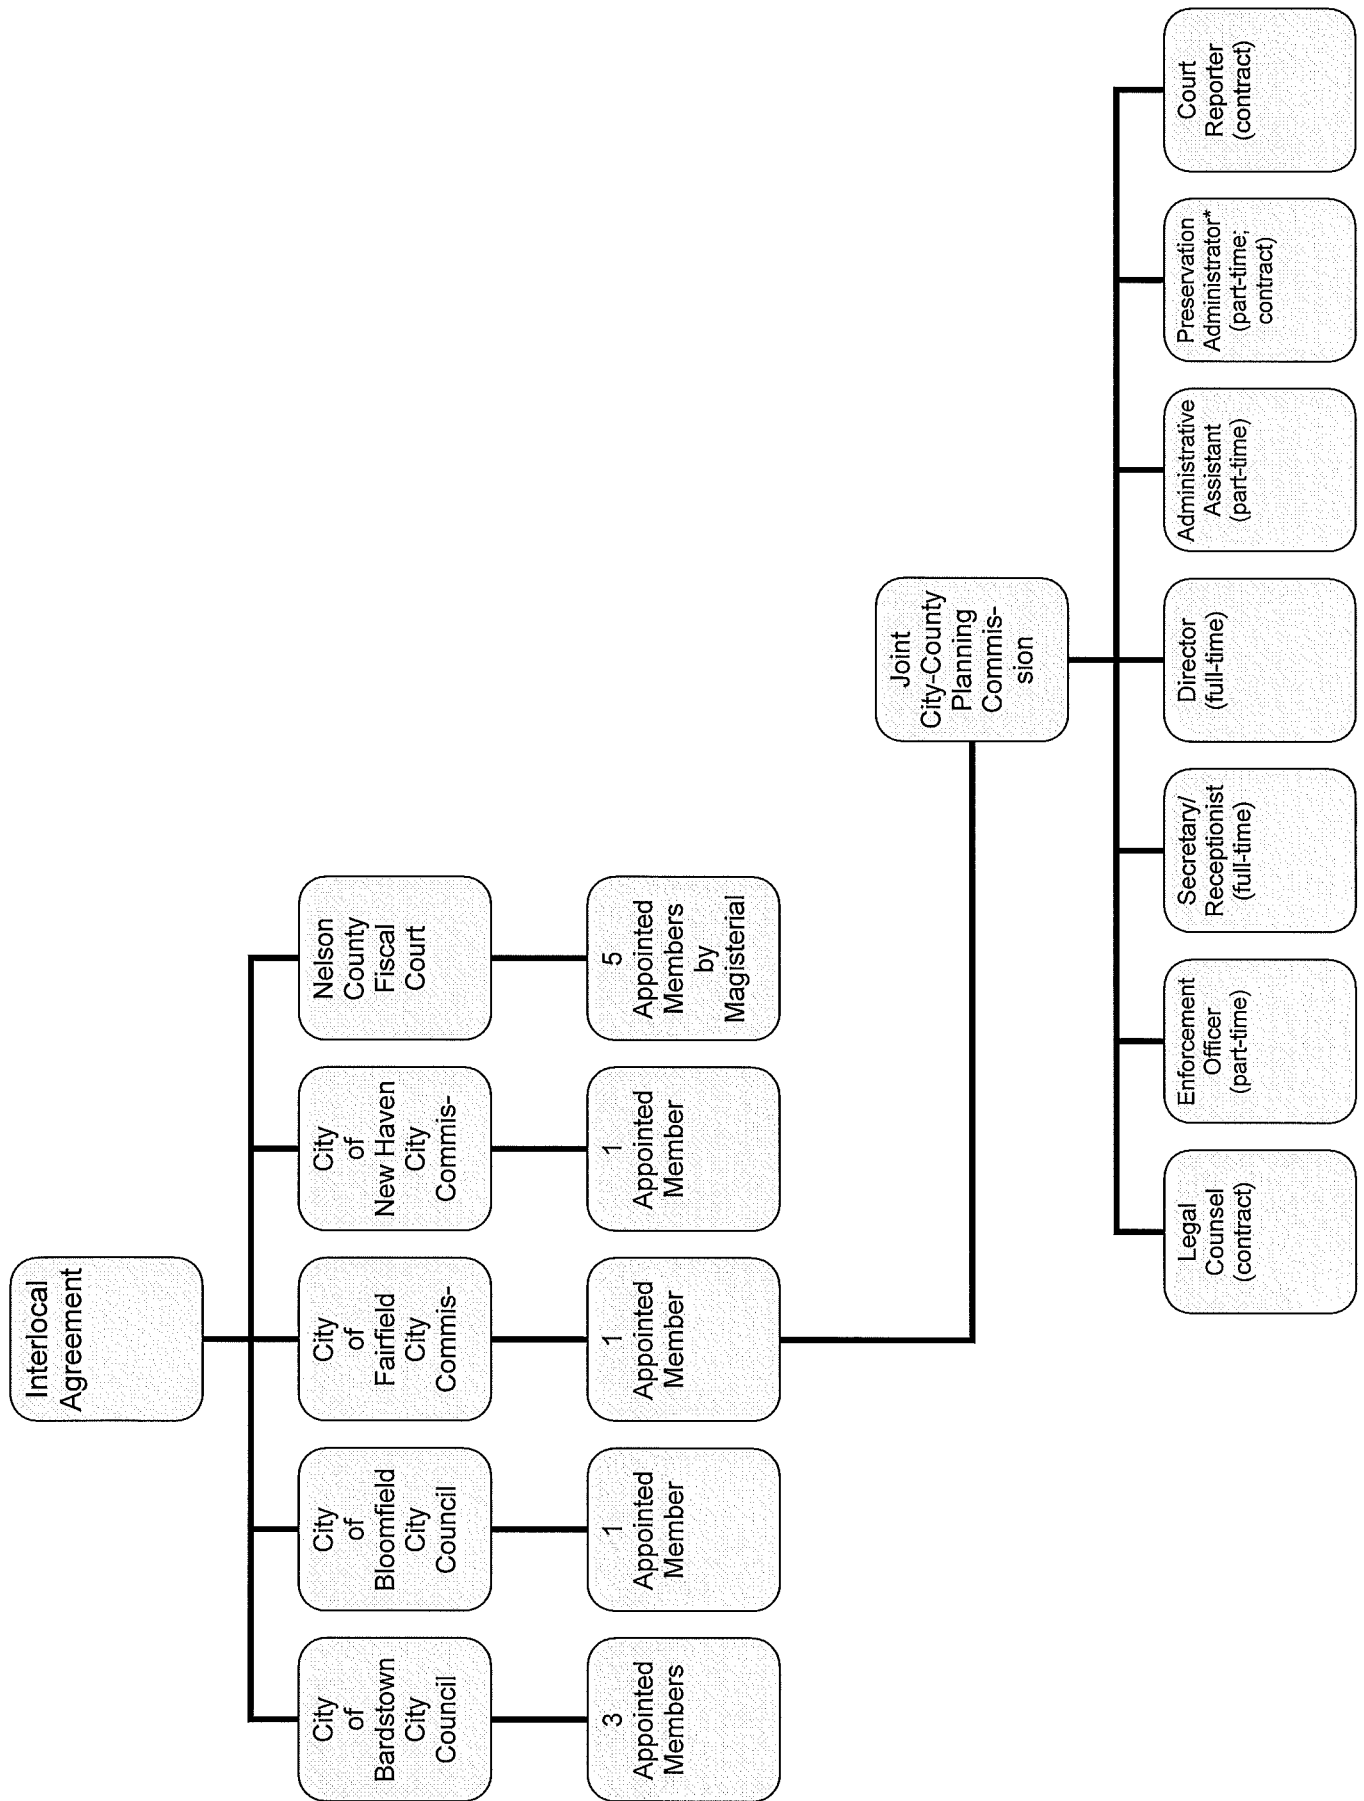 Interlocal
Agreement
City
of
Bardstown
City
Council
City
of
Bloomfield
City
Council
City
of
Fairfield
City
Commis-
City
of
New Haven
City
Commis-
Nelson
County
Fiscal
Court
3
Appointed
Members
1
Appointed
Member
1
Appointed
Member
1
Appointed
Member
5
Appointed
Members
by
Magisterial
Joint
City-County
Planning
Commis-
sion
Legal
Counsel
(contract)
Enforcement
Officer
(part-time)
Secretary/
Receptionist
(full-time)
Director
(full-time)
Administrative
Assistant
(part-time)
Preservation
Administrator*
(part-time;
contract)
Court
Reporter
(contract)